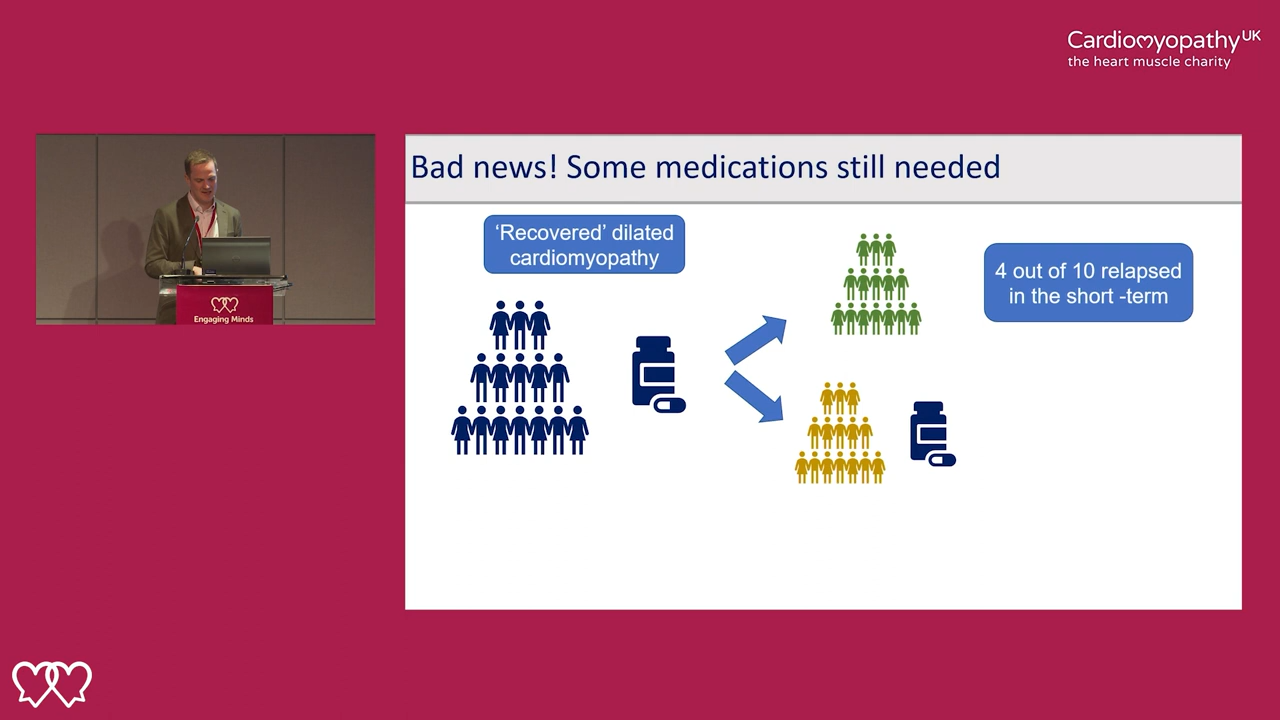 Cardiomyopathy UK
the heart muscle charity
Bad news! Some medications still needed
‘Recovered’ dilated
cardiomyopathy
4 out of 10 relapsed
in the short -term
Engaging Minds